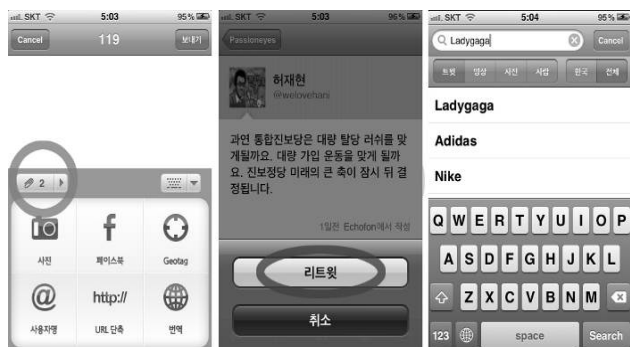 SKT 5:03 95%
Cancel 119 보내기
2
사진 페이스북 Geotag
@ http://
사용자명 URL 단축 번역
SKT 5:03 95%
Passioneyes
허재현
@welovehani
과연 통합진보당은 대량 탈당 러쉬를 맞
게될까요. 대량 가입 운동을 맞게 될까
요. 진보정당 미래의 큰 축이 잠시 뒤 결
정됩니다.
1일전 Echofon에서 작성
리트윗
취소
SKT 5:04 95%
Ladygaga Cancel
트윗 영상 사진 사람 한국 전체
Ladygaga
Adidas
Nike
Q W E R T Y U I O P
A S D F G H J K L
Z X C V B N M
123 space Search